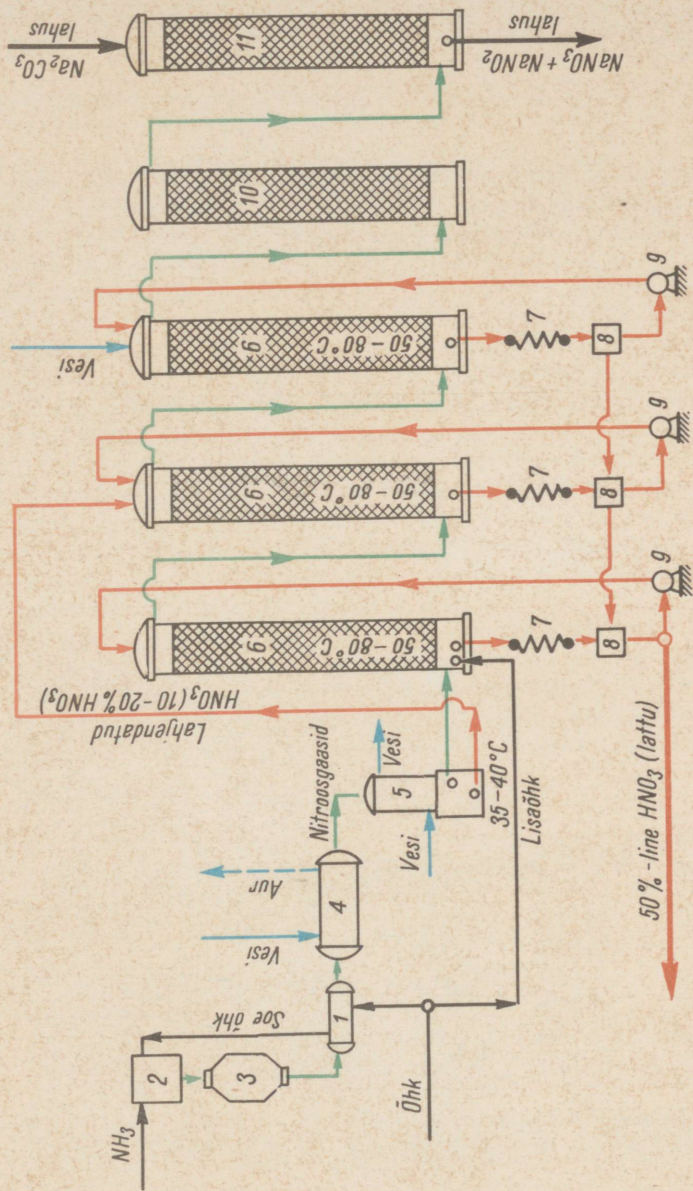 NH₃
2
3
Soe õhk
1
Õhk
Vesi
4
Aur
Nitroosgaasid
5
Vesi
Vesi
35–40°C
Lisaõhk
Lahjendatud
HNO₃ (10–20% HNO₃)
6
50–80°C
7
8
9
50%-line HNO₃ (lattu)
6
50–80°C
7
8
9
Vesi
6
50–80°C
7
8
9
10
Na₂CO₃
lahus
11
NaNO₃+NaNO₂
lahus